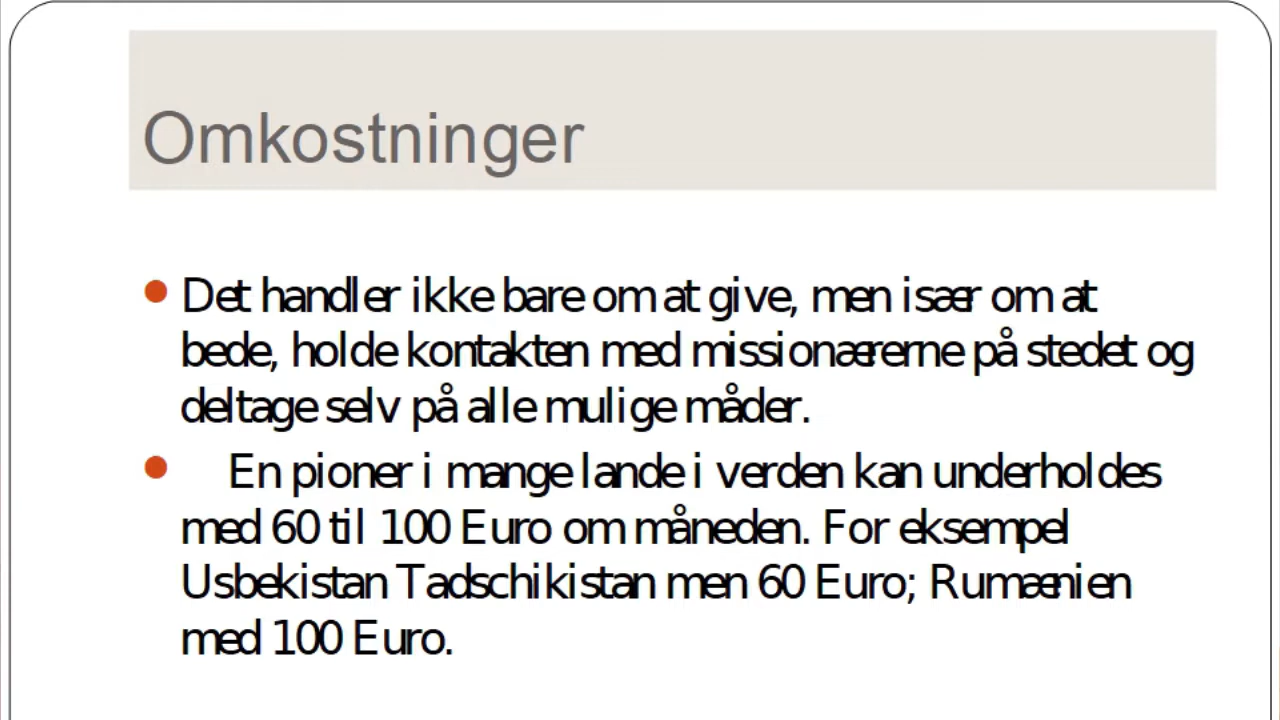 Omkostninger
Det handler ikke bare om at give, men især om at
bede, holde kontakten med missionærerne på stedet og
deltage selv på alle mulige måder.
En pioner i mange lande i verden kan underholdes
med 60 til 100 Euro om måneden. For eksempel
Usbekistan Tadschikistan men 60 Euro; Rumænien
med 100 Euro.